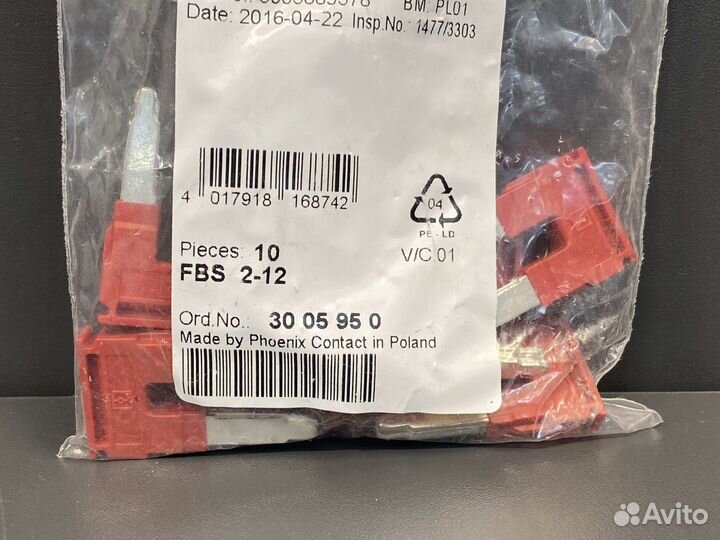 BM: PL01
Date: 2016-04-22 Insp.No.: 1477/3303
4 017918 168742
04
PE-LD
Pieces: 10
V/C.01
FBS 2-12
Ord.No.: 30 05 95 0
Made by Phoenix Contact in Poland
Avito